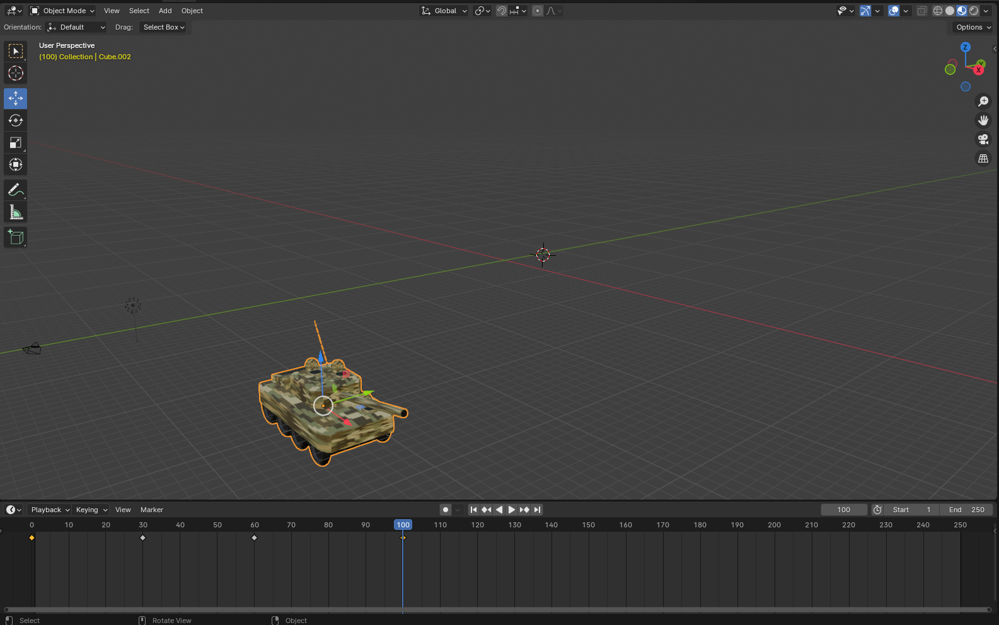 Object Mode View Select Add Object Global
Orientation: Default Drag: Select Box Options
User Perspective
(100) Collection | Cube.002
Z
Y
X
Playback Keying View Marker 100 Start 1 End 250
0 10 20 30 40 50 60 70 80 90 100 110 120 130 140 150 160 170 180 190 200 210 220 230 240 250
Select Rotate View Object